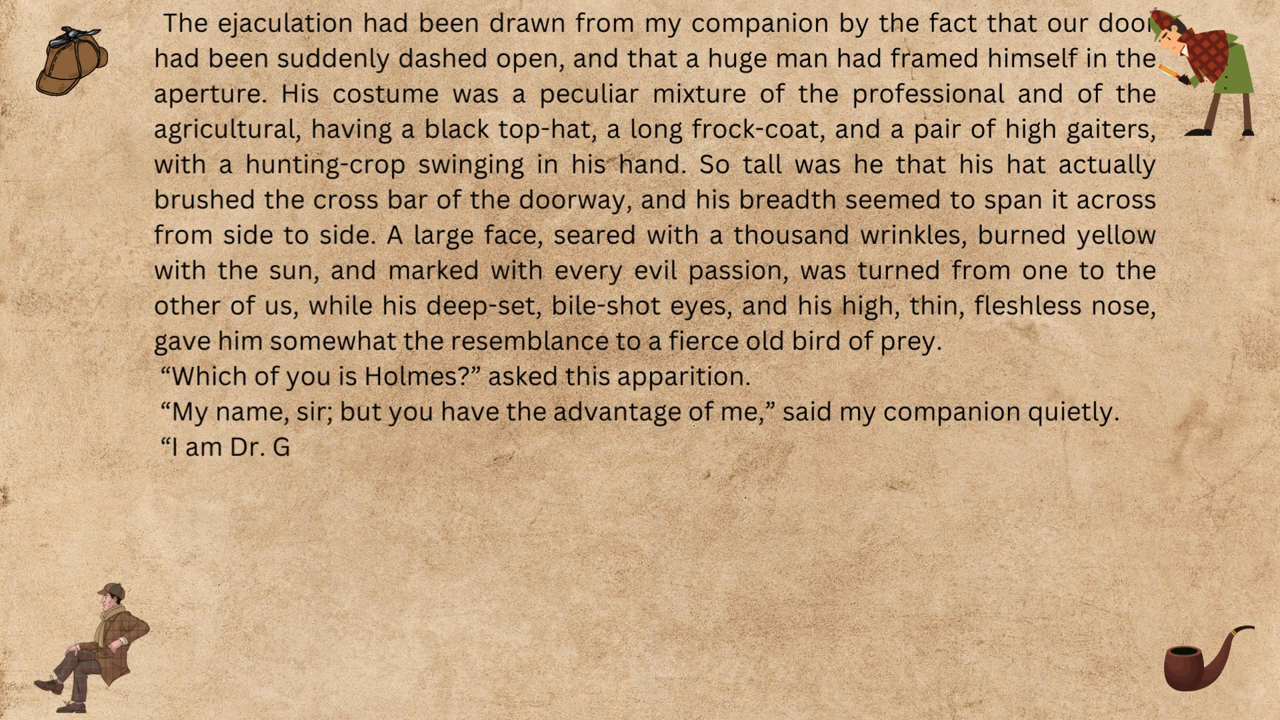 The ejaculation had been drawn from my companion by the fact that our door
had been suddenly dashed open, and that a huge man had framed himself in the
aperture. His costume was a peculiar mixture of the professional and of the
agricultural, having a black top-hat, a long frock-coat, and a pair of high gaiters,
with a hunting-crop swinging in his hand. So tall was he that his hat actually
brushed the cross bar of the doorway, and his breadth seemed to span it across
from side to side. A large face, seared with a thousand wrinkles, burned yellow
with the sun, and marked with every evil passion, was turned from one to the
other of us, while his deep-set, bile-shot eyes, and his high, thin, fleshless nose,
gave him somewhat the resemblance to a fierce old bird of prey.
“Which of you is Holmes?” asked this apparition.
“My name, sir; but you have the advantage of me,” said my companion quietly.
“I am Dr. G